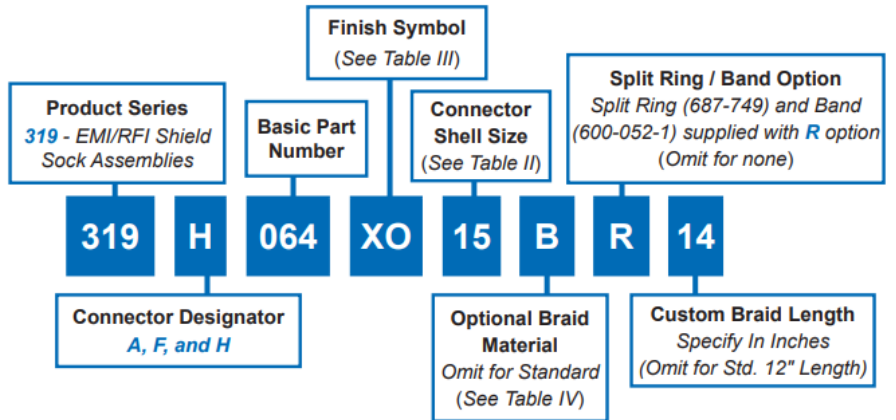 Finish Symbol
(See Table III)
Product Series
319 - EMI/RFI Shield
Sock Assemblies
Basic Part
Number
Connector
Shell Size
(See Table II)
Split Ring / Band Option
Split Ring (687-749) and Band
(600-052-1) supplied with R option
(Omit for none)
319 H 064 XO 15 B R 14
Connector Designator
A, F, and H
Optional Braid
Material
Omit for Standard
(See Table IV)
Custom Braid Length
Specify In Inches
(Omit for Std. 12" Length)